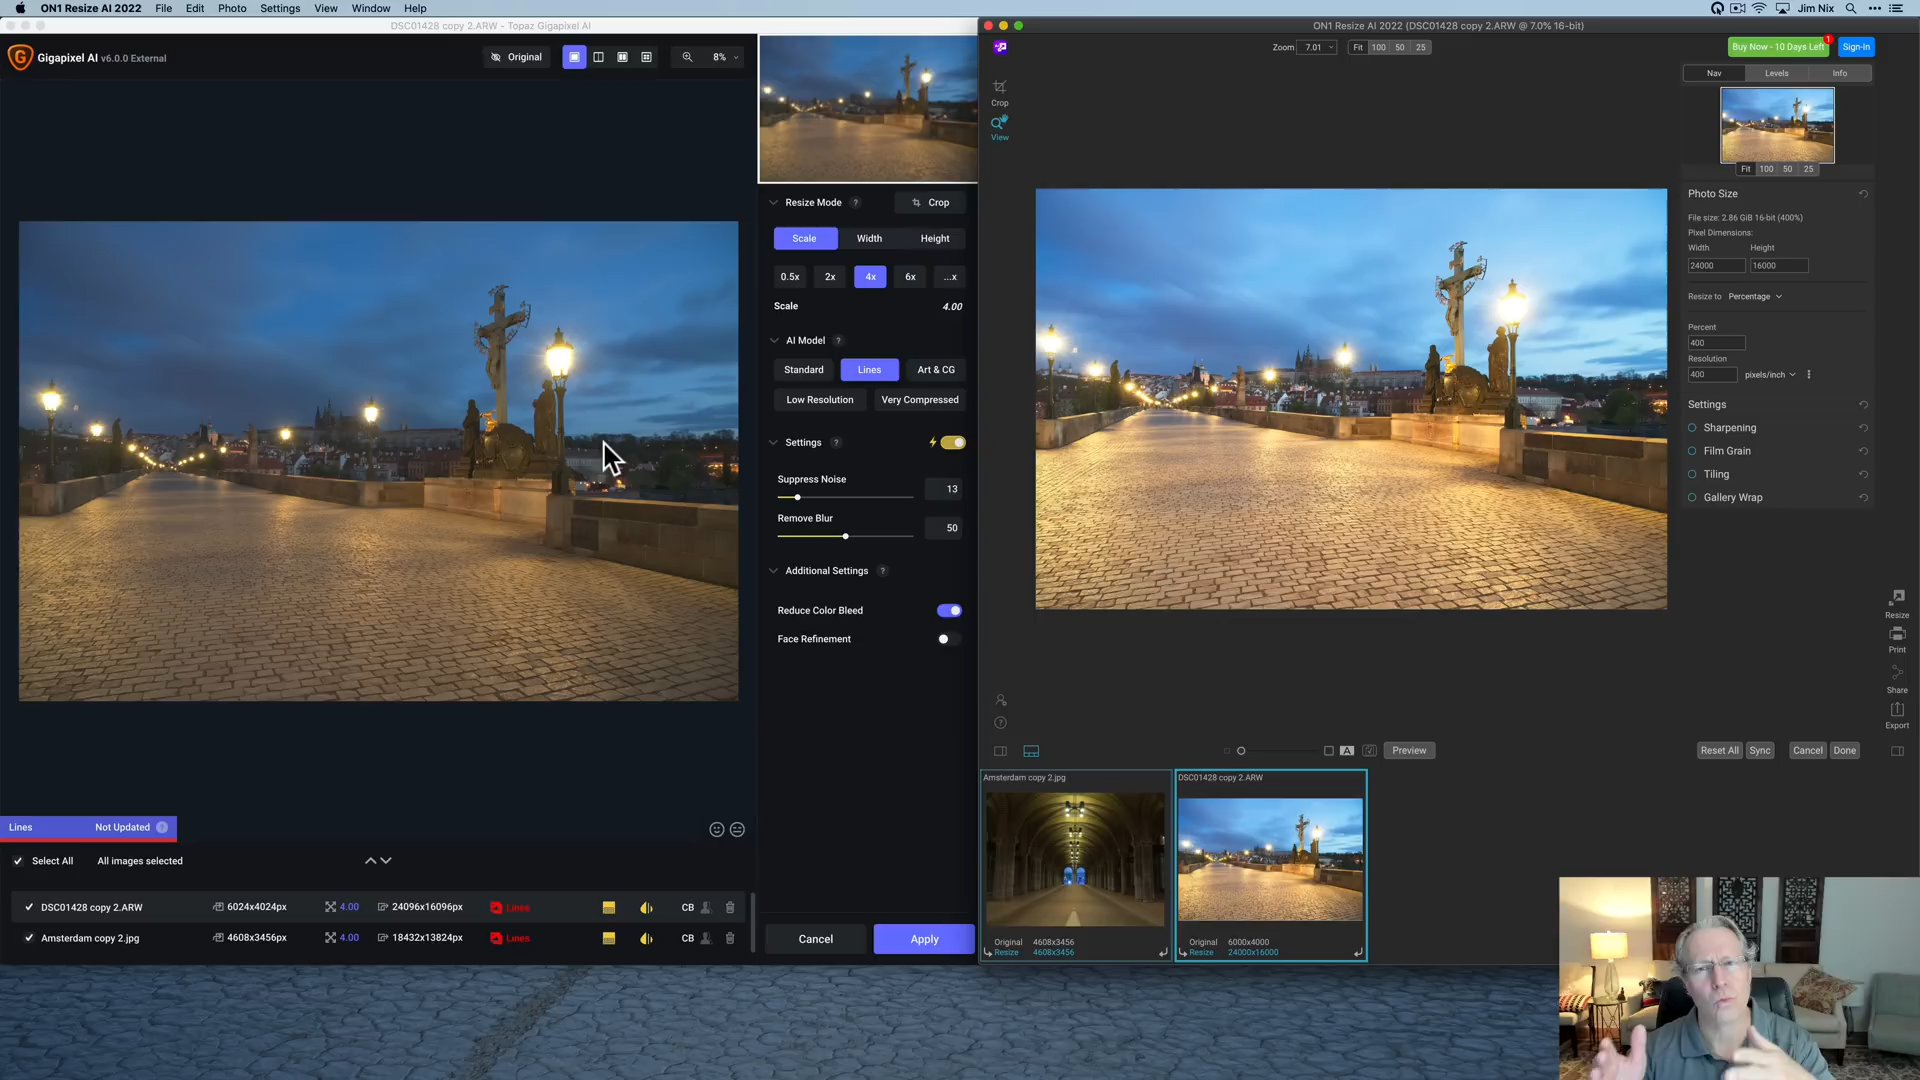 ON1 Resize AI 2022 File Edit Photo Settings View Window Help
Jim Nix
DSC01428 copy 2.ARW - Topaz Gigapixel AI
Gigapixel AI v6.0.0 External
Original
8%
Resize Mode ?
Crop
Scale Width Height
0.5x 2x 4x 6x ...x
Scale 4.00
AI Model ?
Standard Lines Art & CG
Low Resolution Very Compressed
Settings ?
Suppress Noise
13
Remove Blur
50
Additional Settings ?
Reduce Color Bleed
Face Refinement
Lines Not Updated ?
Select All All images selected
DSC01428 copy 2.ARW 6024x4024px 4.00 24096x16096px Lines CB
Amsterdam copy 2.jpg 4608x3456px 4.00 18432x13824px Lines CB
Cancel Apply
ON1 Resize AI 2022 (DSC01428 copy 2.ARW @ 7.0% 16-bit)
Zoom 7.01 Fit 100 50 25
Buy Now - 10 Days Left 1 Sign-In
Crop
View
Nav Levels Info
Fit 100 50 25
Photo Size
File size: 2.86 GiB 16-bit (400%)
Pixel Dimensions:
Width Height
24000 16000
Resize to Percentage
Percent
400
Resolution
400 pixels/inch
Settings
Sharpening
Film Grain
Tiling
Gallery Wrap
Resize
Print
Share
Export
?
A
Preview
Reset All Sync Cancel Done
Amsterdam copy 2.jpg
Original 4608x3456
Resize 4608x3456
DSC01428 copy 2.ARW
Original 6000x4000
Resize 24000x16000